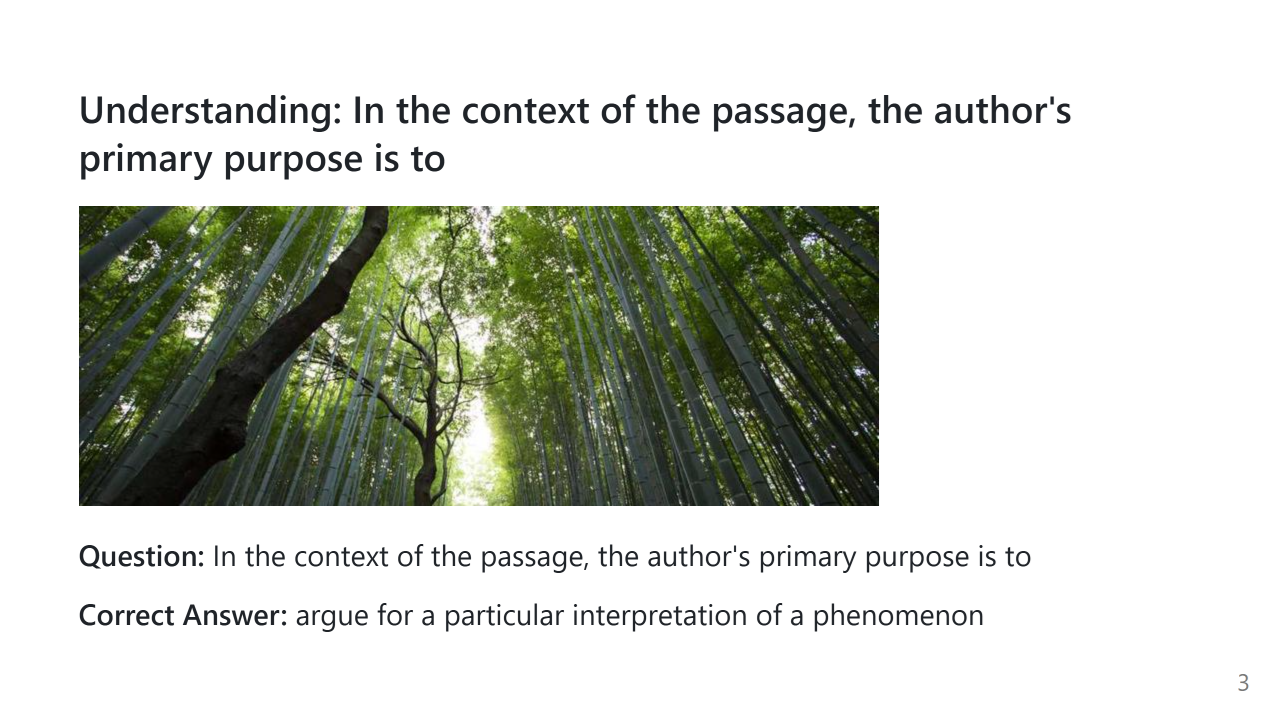 Understanding: In the context of the passage, the author's
primary purpose is to
Question: In the context of the passage, the author's primary purpose is to
Correct Answer: argue for a particular interpretation of a phenomenon
3